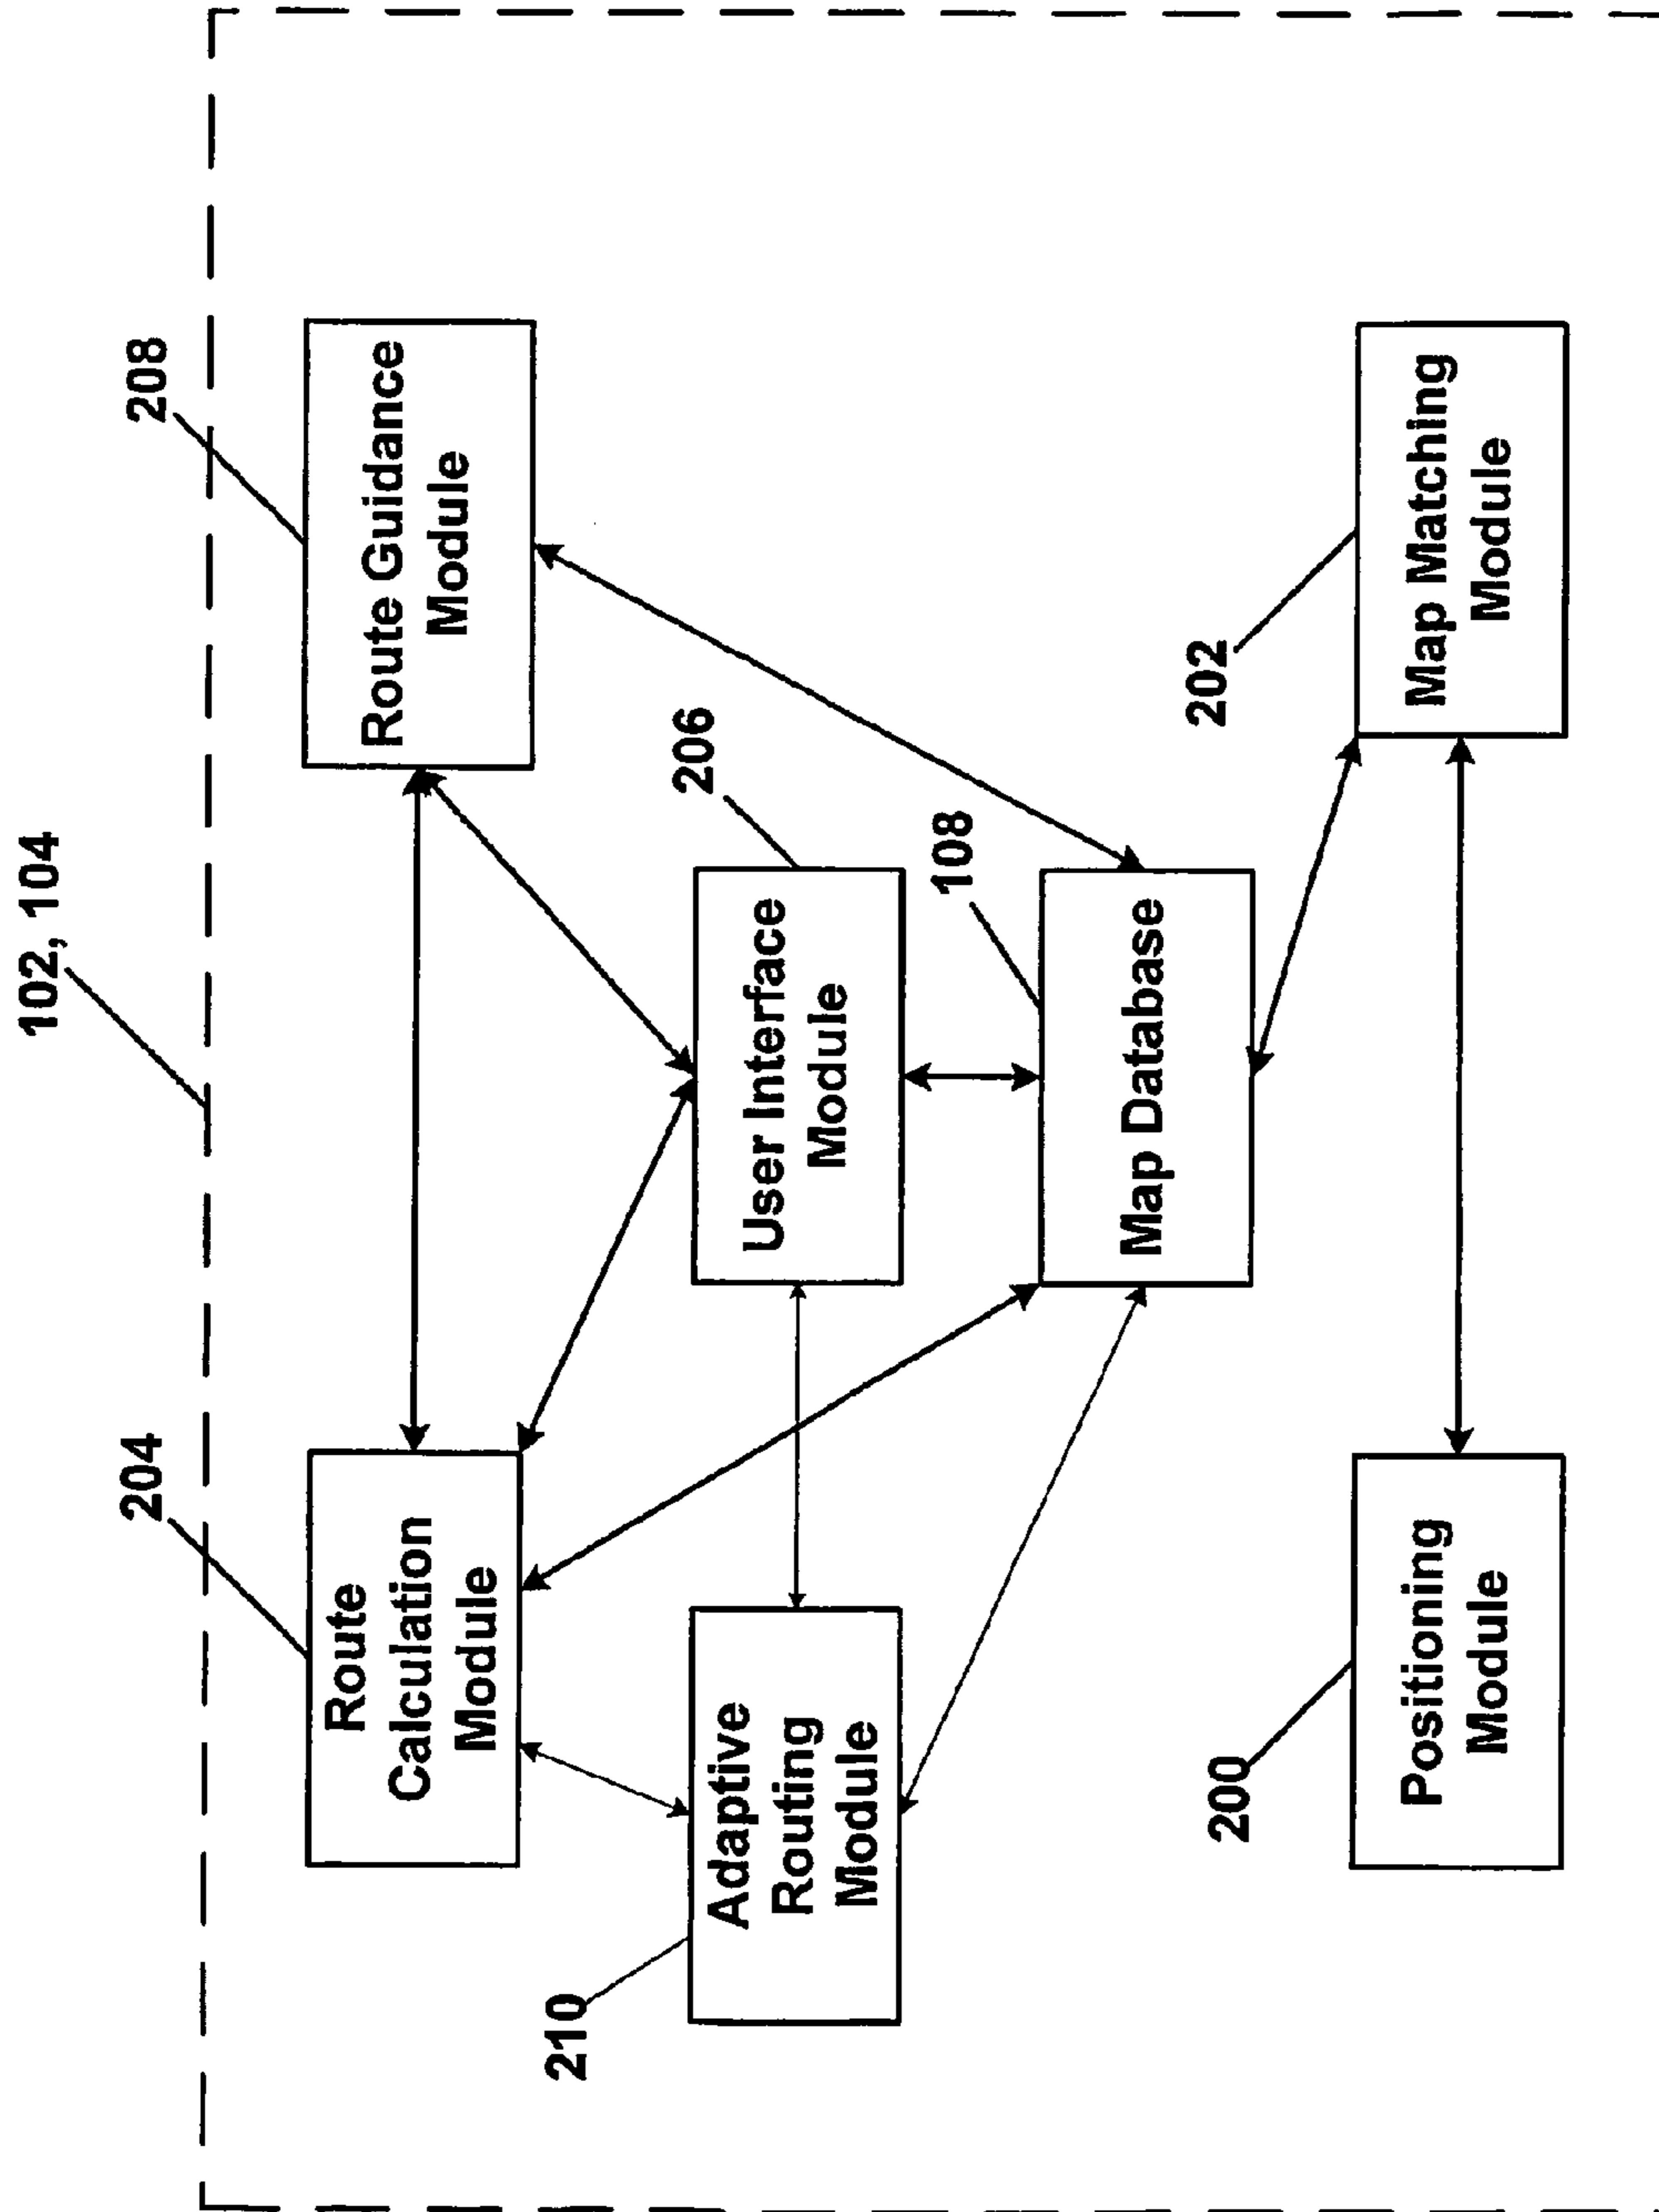 102, 104
204
208
Route
Calculation
Module
Route Guidance
Module
210
206
Adaptive
Routing
Module
User Interface
Module
108
Map Database
200
202
Positioning
Module
Map Matching
Module